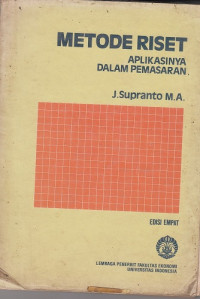 METODE RISET
APLIKASINYA
DALAM PEMASARAN.
J.Supranto M.A.
EDISI EMPAT
LEMBAGA PENERBIT FAKULTAS EKONOMI
UNIVERSITAS INDONESIA